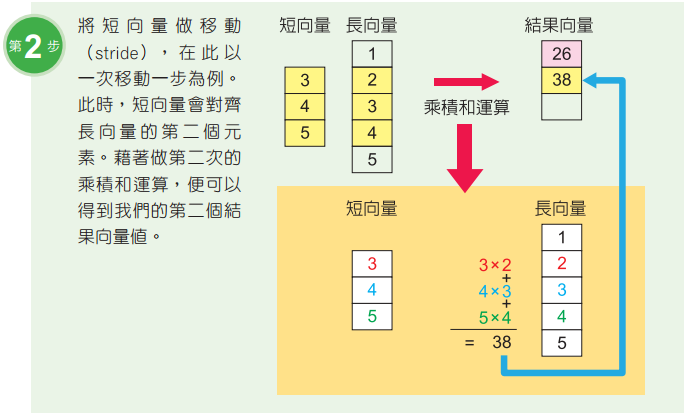 第2步
將短向量做移動
（stride），在此以
一次移動一步為例。
此時，短向量會對齊
長向量的第二個元
素。藉著做第二次的
乘積和運算，便可以
得到我們的第二個結
果向量值。
短向量
3
4
5
長向量
1
2
3
4
5
乘積和運算
結果向量
26
38
短向量
3
4
5
3×2
+
4×3
+
5×4
= 38
長向量
1
2
3
4
5